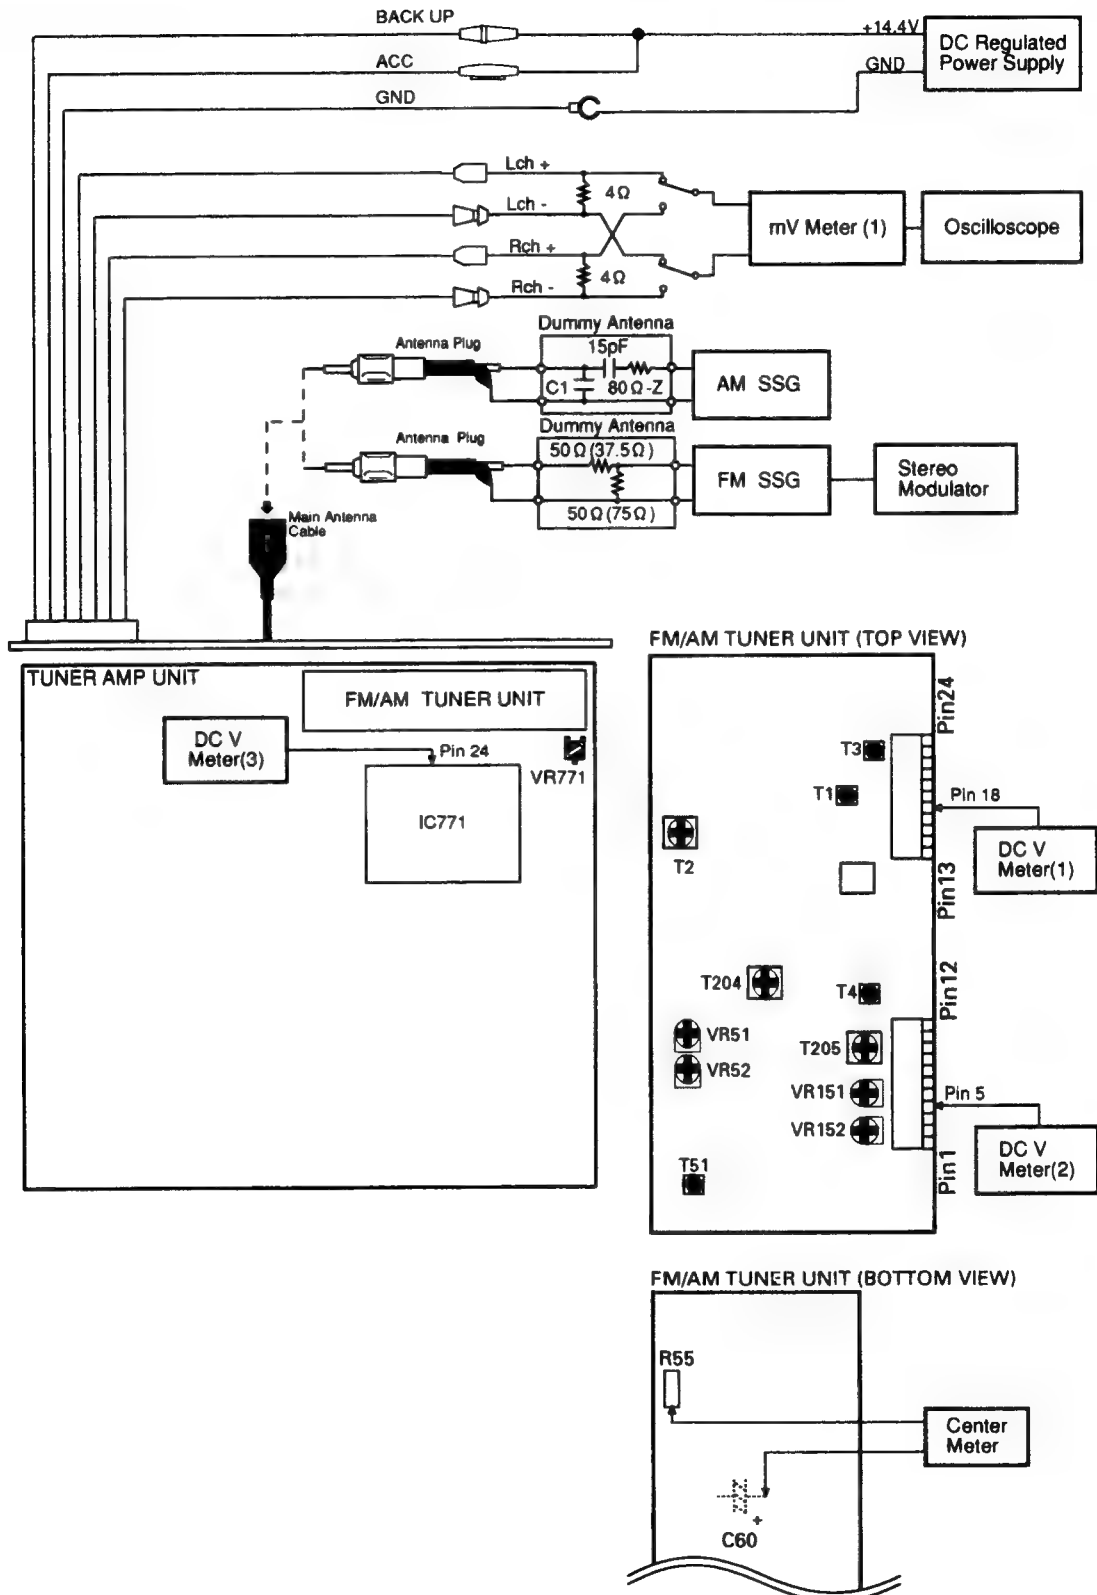 BACK UP
+14.4V
DC Regulated
Power Supply
ACC
GND
GND
Lch +
4Ω
Lch -
mV Meter (1)
Oscilloscope
Rch +
4Ω
Rch -
Dummy Antenna
Antenna Plug
15pF
C1
80Ω-Z
AM SSG
Dummy Antenna
Antenna Plug
50Ω(37.5Ω)
FM SSG
Stereo
Modulator
50Ω(75Ω)
Main Antenna
Cable
FM/AM TUNER UNIT (TOP VIEW)
TUNER AMP UNIT
FM/AM TUNER UNIT
DC V
Meter(3)
Pin 24
VR771
IC771
Pin24
T3
T1
Pin 18
T2
DC V
Meter(1)
Pin13
Pin12
T204
T4
VR51
T205
VR52
VR151
Pin 5
VR152
DC V
Meter(2)
T51
Pin1
FM/AM TUNER UNIT (BOTTOM VIEW)
R55
Center
Meter
+
C60